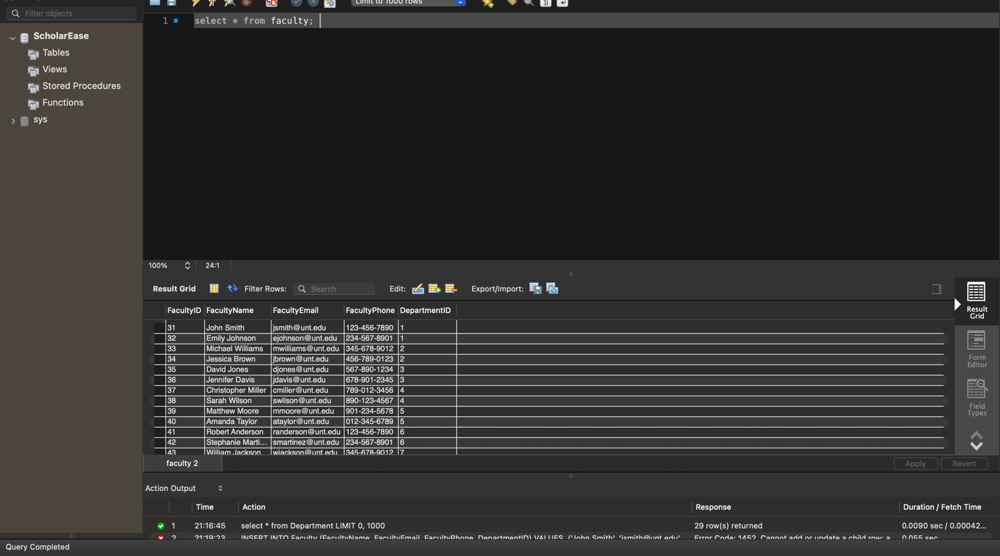 Limit to 1000 rows
Filter objects
ScholarEase
Tables
Views
Stored Procedures
Functions
sys
1 select * from faculty;
100% 24:1
Result Grid Filter Rows: Search Edit: Export/Import:
FacultyID FacultyName FacultyEmail FacultyPhone DepartmentID
31 John Smith jsmith@unt.edu 123-456-7890 1
32 Emily Johnson ejohnson@unt.edu 234-567-8901 1
33 Michael Williams mwilliams@unt.edu 345-678-9012 2
34 Jessica Brown jbrown@unt.edu 456-789-0123 2
35 David Jones djones@unt.edu 567-890-1234 3
36 Jennifer Davis jdavis@unt.edu 678-901-2345 3
37 Christopher Miller cmiller@unt.edu 789-012-3456 4
38 Sarah Wilson swilson@unt.edu 890-123-4567 4
39 Matthew Moore mmoore@unt.edu 901-234-5678 5
40 Amanda Taylor ataylor@unt.edu 012-345-6789 5
41 Robert Anderson randerson@unt.edu 123-456-7890 6
42 Stephanie Marti... smartinez@unt.edu 234-567-8901 6
43 William Jackson wjackson@unt.edu 345-678-9012 7
Result
Grid
Form
Editor
Field
Types
faculty 2 Apply Revert
Action Output
Time Action Response Duration / Fetch Time
1 21:16:45 select * from Department LIMIT 0, 1000 29 row(s) returned 0.0090 sec / 0.00042...
2 21:19:23 INSERT INTO Faculty (FacultyName, FacultyEmail, FacultyPhone, DepartmentID) VALUES ('John Smith', 'jsmith@unt.edu', Error Code: 1452. Cannot add or update a child row: a 0.055 sec
Query Completed